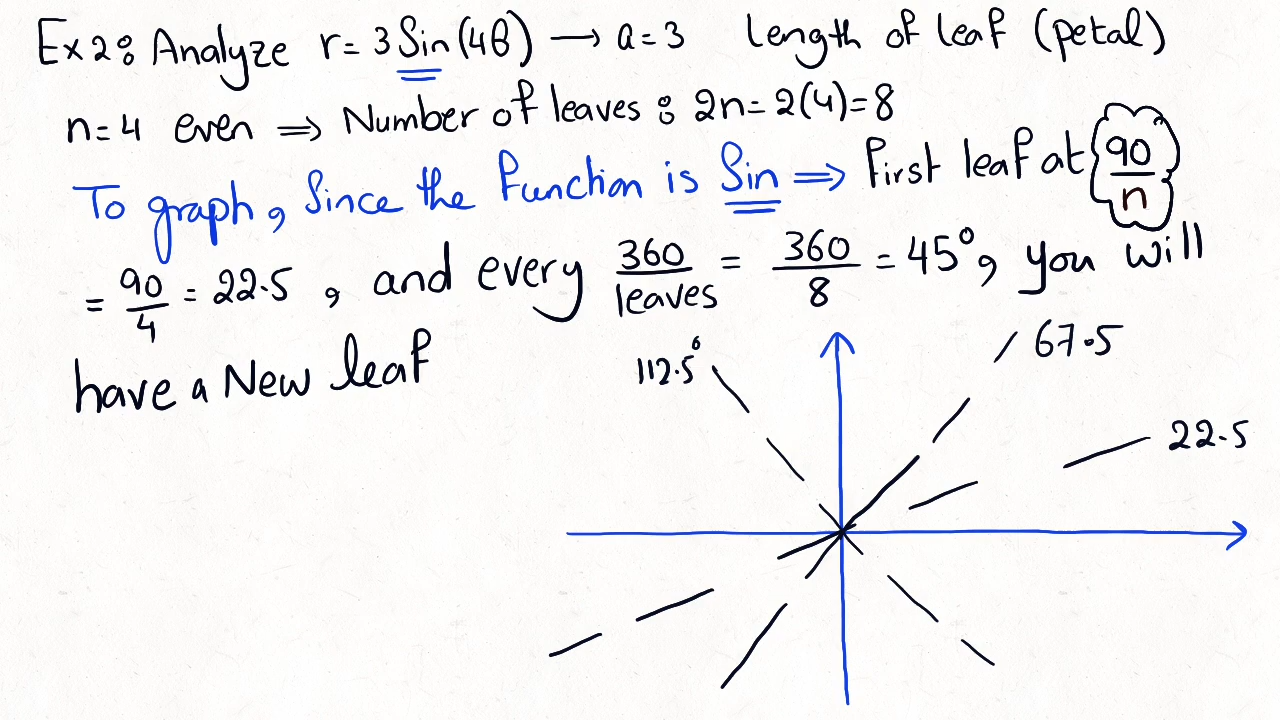 Ex2: Analyze r = 3 Sin(4θ) → a = 3 Length of leaf (petal)
n = 4 even ⇒ Number of leaves : 2n = 2(4) = 8
To graph, Since the function is Sin ⇒ first leaf at 90/n
= 90/4 = 22.5 , and every 360/leaves = 360/8 = 45°, you will
have a New leaf
112.5°
67.5
22.5